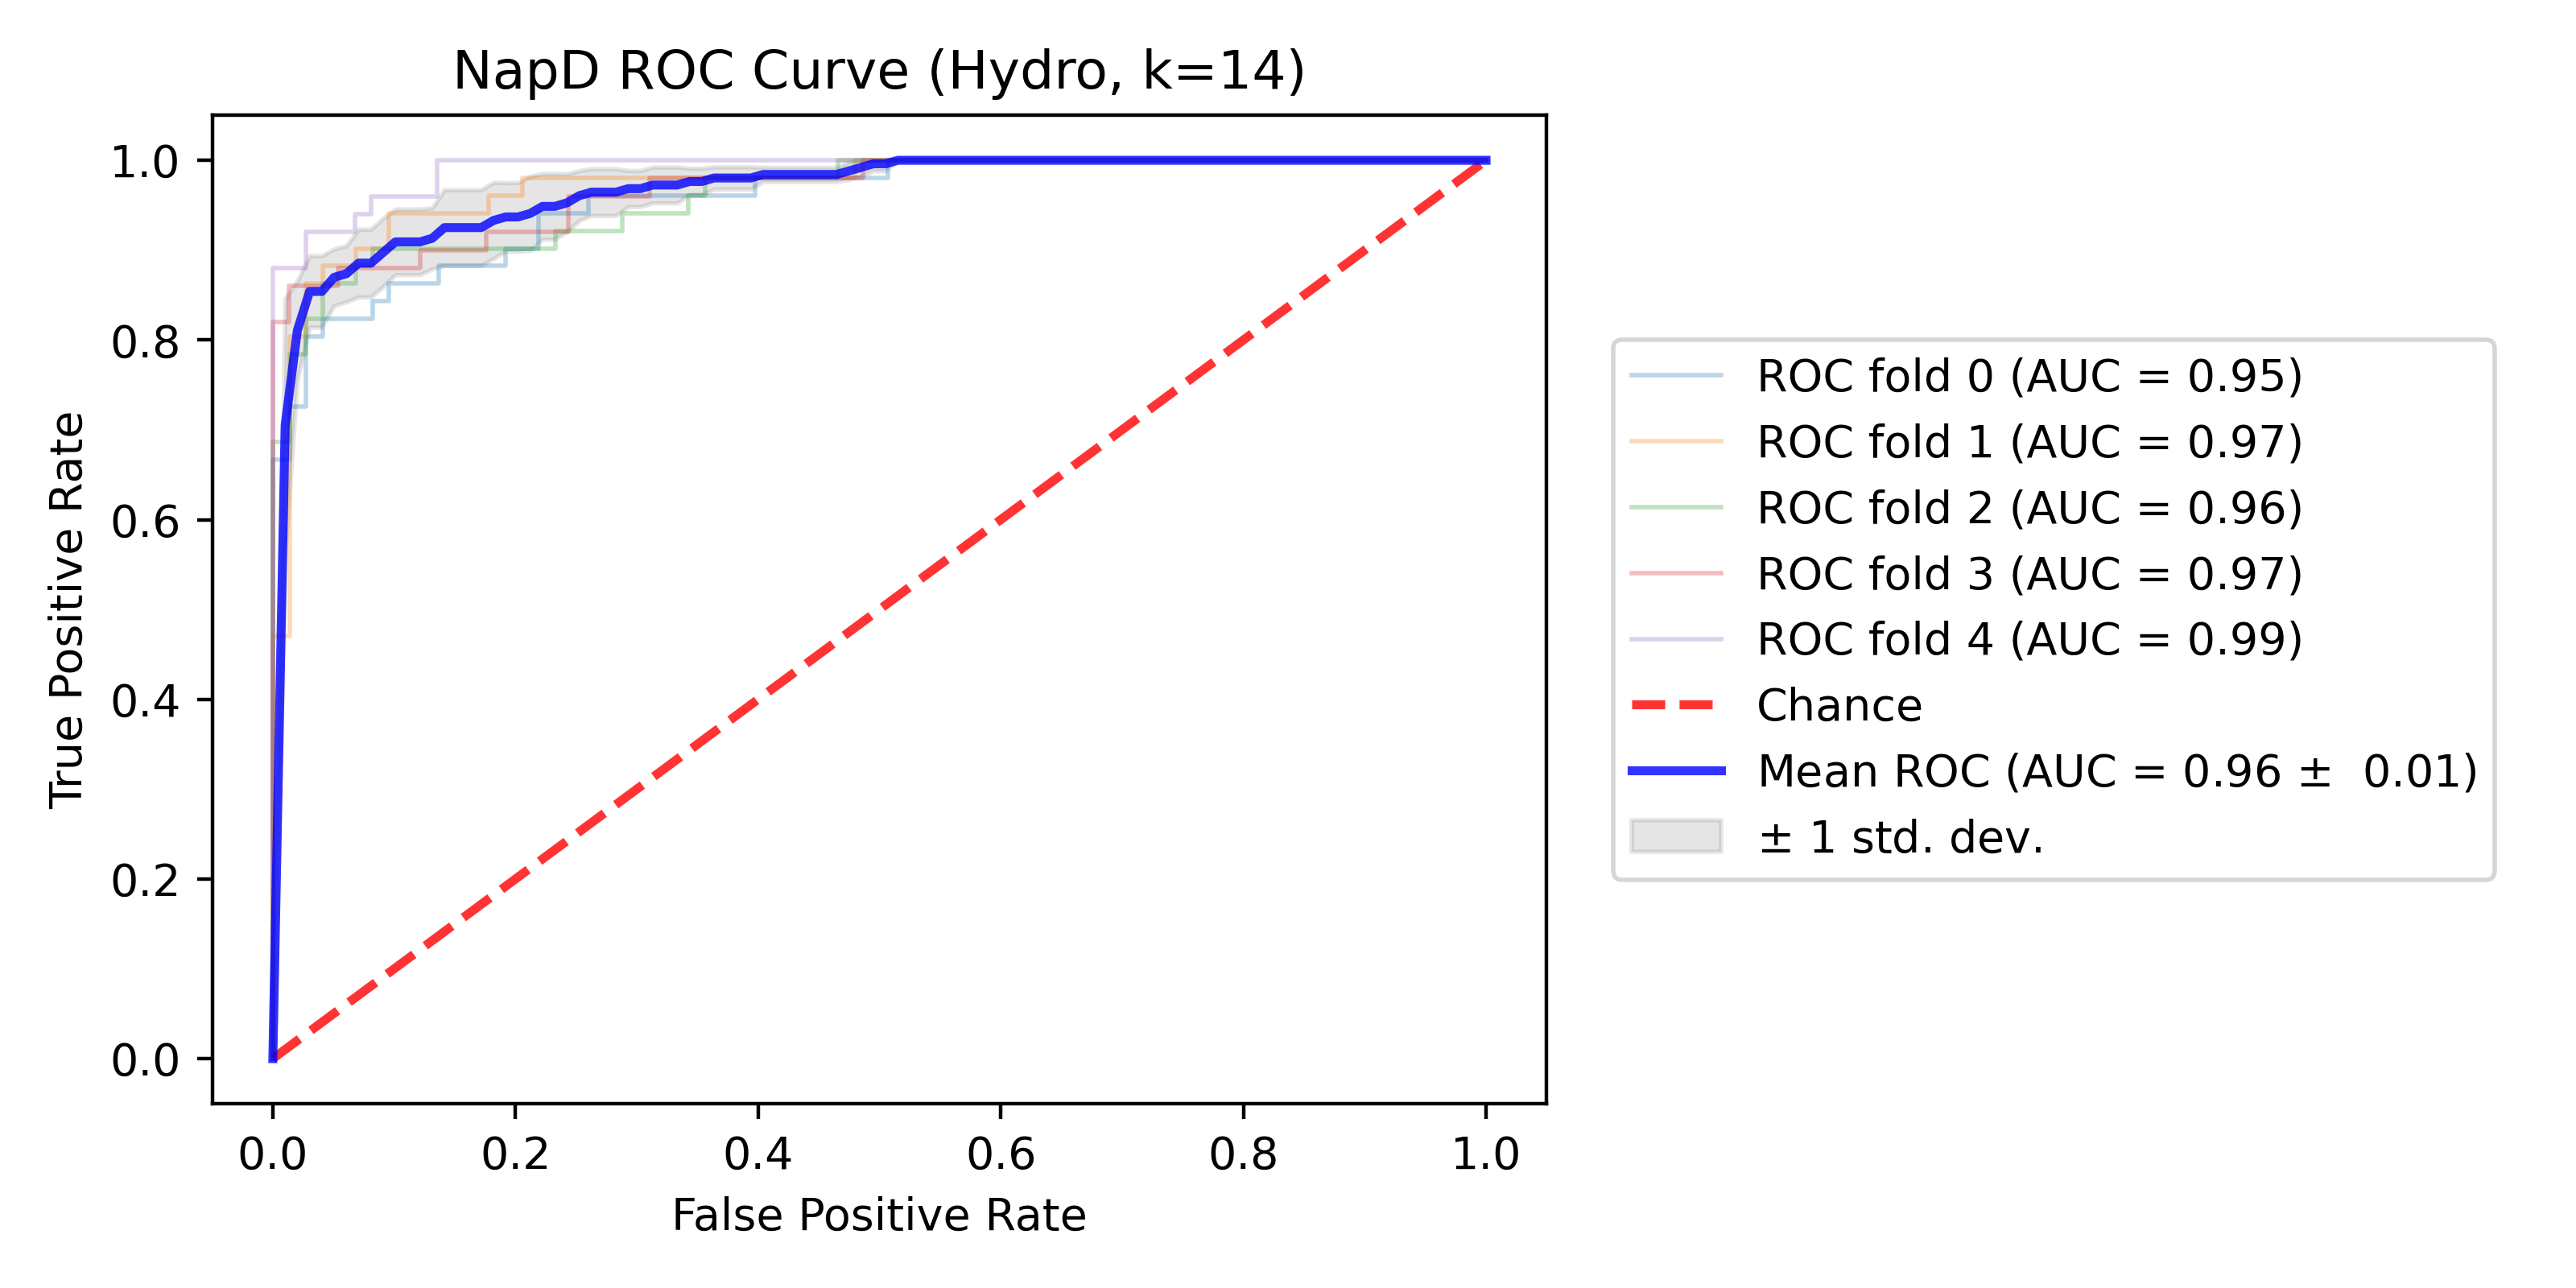 NapD ROC Curve (Hydro, k=14)
True Positive Rate
1.0
0.8
0.6
0.4
0.2
0.0
0.0 0.2 0.4 0.6 0.8 1.0
False Positive Rate
ROC fold 0 (AUC = 0.95)
ROC fold 1 (AUC = 0.97)
ROC fold 2 (AUC = 0.96)
ROC fold 3 (AUC = 0.97)
ROC fold 4 (AUC = 0.99)
Chance
Mean ROC (AUC = 0.96 ± 0.01)
± 1 std. dev.